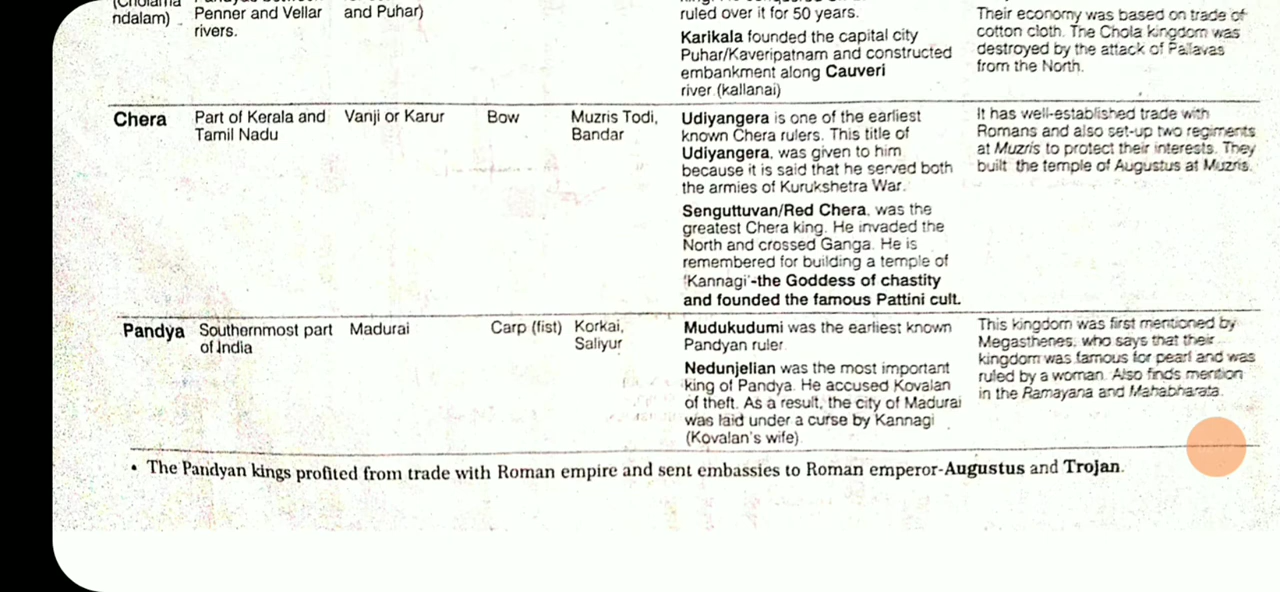 (Cholama
ndalam)
Penner and Vellar
rivers.
and Puhar)
ruled over it for 50 years.
Karikala founded the capital city
Puhar/Kaveripatnam and constructed
embankment along Cauveri
river (kallanai)
Their economy was based on trade of
cotton cloth. The Chola kingdom was
destroyed by the attack of Pallavas
from the North.
Chera
Part of Kerala and
Tamil Nadu
Vanji or Karur
Bow
Muzris Todi,
Bandar
Udiyangera is one of the earliest
known Chera rulers. This title of
Udiyangera, was given to him
because it is said that he served both
the armies of Kurukshetra War.
Senguttuvan/Red Chera, was the
greatest Chera king. He invaded the
North and crossed Ganga. He is
remembered for building a temple of
'Kannagi'-the Goddess of chastity
and founded the famous Pattini cult.
It has well-established trade with
Romans and also set-up two regiments
at Muzris to protect their interests. They
built the temple of Augustus at Muzris.
Pandya
Southernmost part
of India
Madurai
Carp (fist)
Korkai,
Saliyur
Mudukudumi was the earliest known
Pandyan ruler
Nedunjelian was the most important
king of Pandya. He accused Kovalan
of theft. As a result, the city of Madurai
was laid under a curse by Kannagi
(Kovalan's wife)
This kingdom was first mentioned by
Megasthenes, who says that their
kingdom was famous for pearl and was
ruled by a woman. Also finds mention
in the Ramayana and Mahabharata.
• The Pandyan kings profited from trade with Roman empire and sent embassies to Roman emperor-Augustus and Trojan.